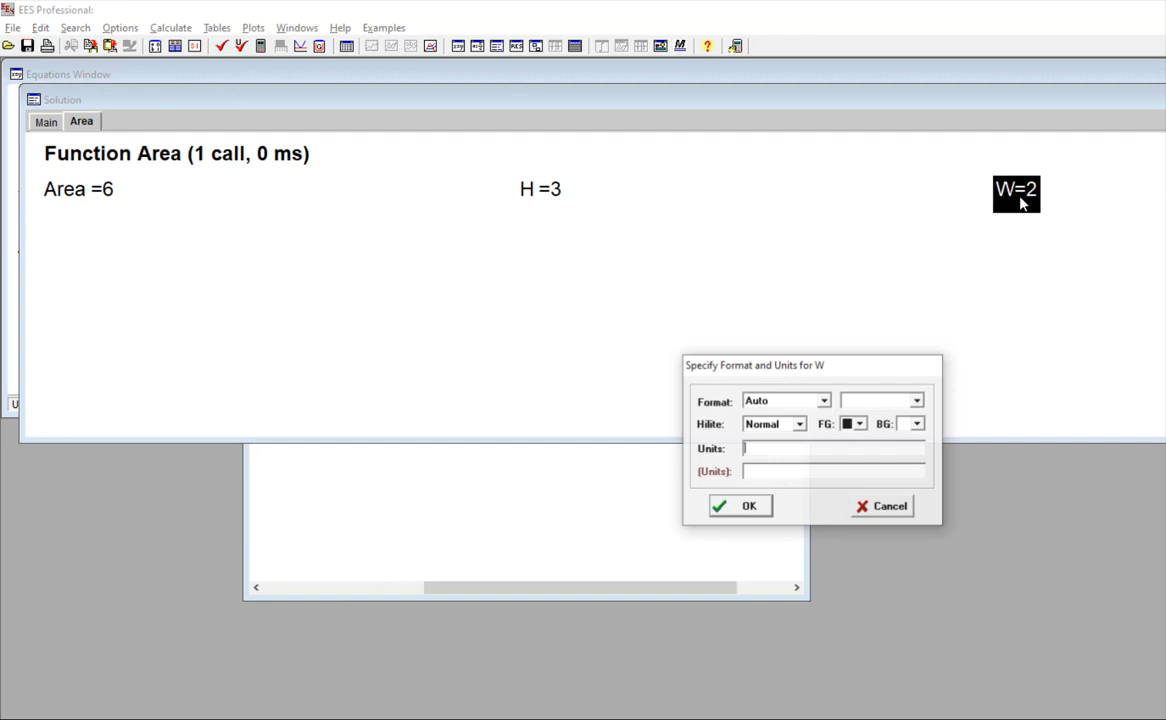 EES Professional:
File Edit Search Options Calculate Tables Plots Windows Help Examples
Equations Window
Solution
Main Area
Function Area (1 call, 0 ms)
Area =6 H =3 W=2
Specify Format and Units for W
Format: Auto
Hilite: Normal FG: BG:
Units:
(Units):
OK Cancel
U